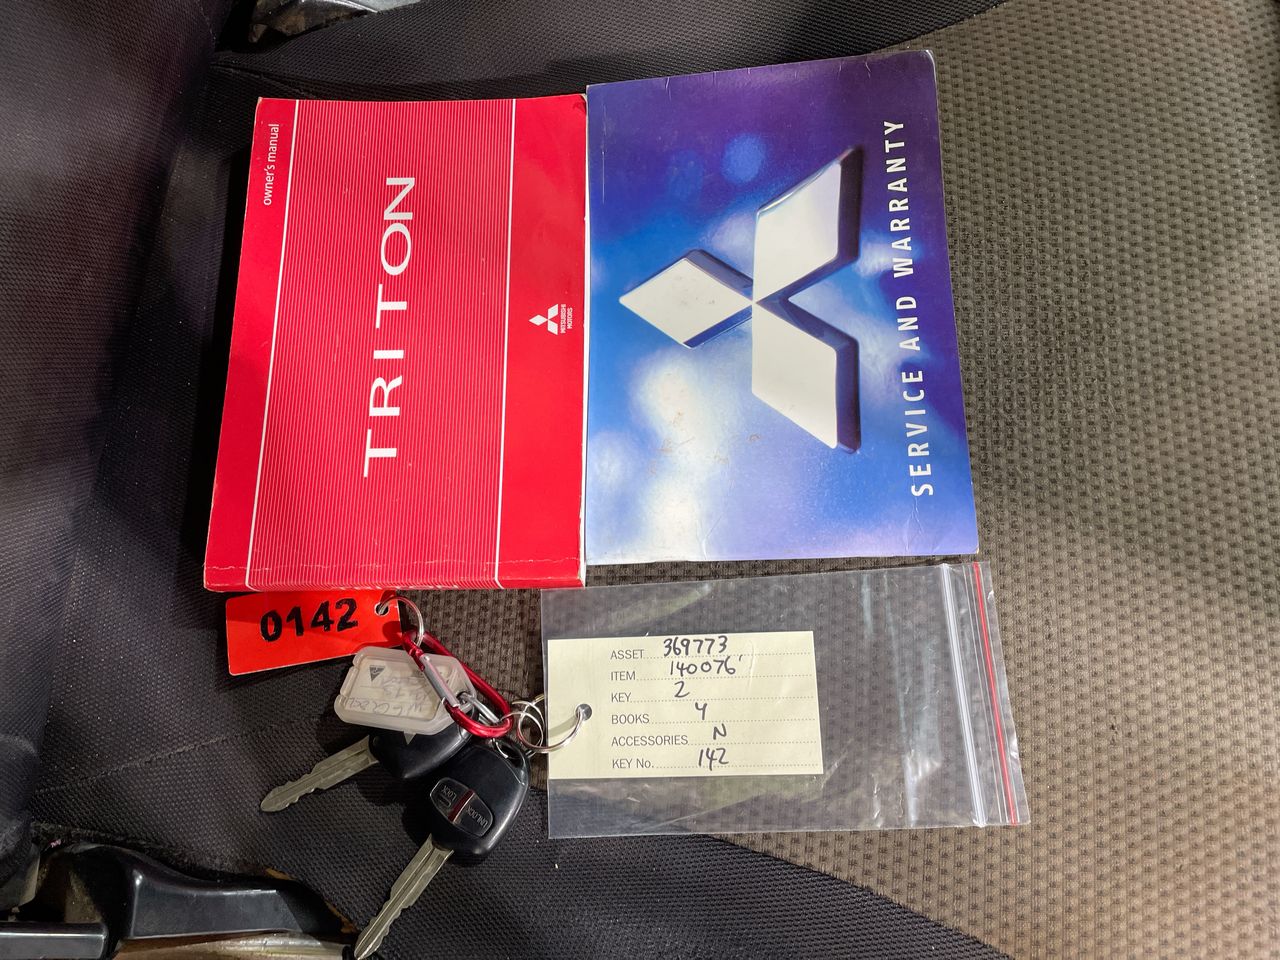 owner's manual
TRITON
MITSUBISHI
MOTORS
SERVICE AND WARRANTY
0142
ASSET 369773
ITEM 140076'
KEY 2
BOOKS Y
ACCESSORIES N
KEY No. 142
LOCK
UNLOCK